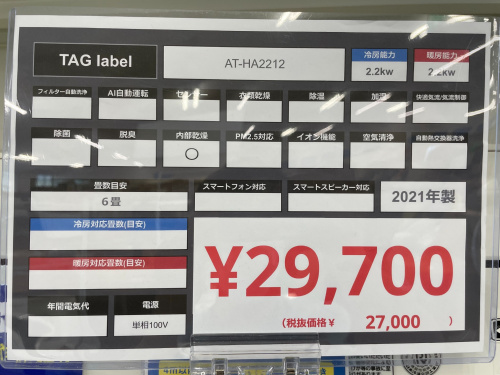 TAG label
AT-HA2212
冷房能力
2.2kw
暖房能力
2.2kw
フィルター自動洗浄
AI自動運転
センサー
衣類乾燥
除湿
加湿
快適気流/気流制御
除菌
脱臭
内部乾燥
○
PM2.5対応
イオン機能
空気清浄
自動熱交換器洗浄
畳数目安
6畳
スマートフォン対応
スマートスピーカー対応
2021年製
冷房対応畳数(目安)
暖房対応畳数(目安)
年間電気代
電源
単相100V
¥29,700
(税抜価格¥ 27,000 )